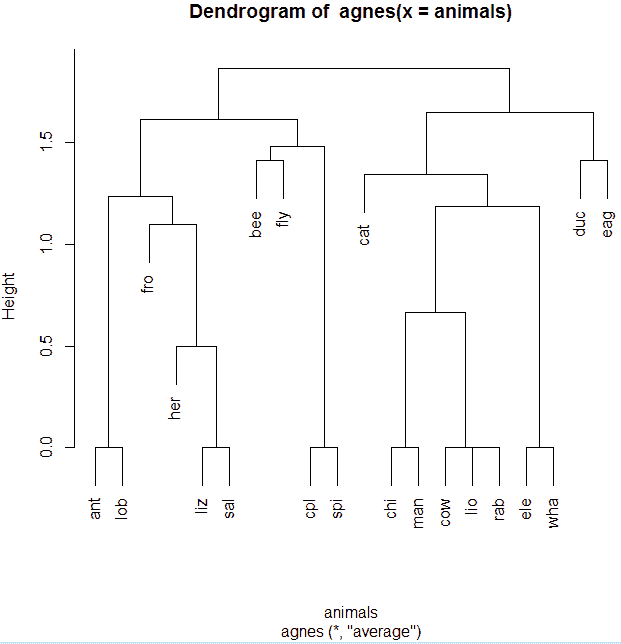 Dendrogram of  agnes(x = animals)
Height
1.5
1.0
0.5
0.0
ant
lob
fro
her
liz
sal
bee
fly
cpl
spi
cat
chi
man
cow
lio
rab
ele
wha
duc
eag
animals
agnes (*, "average")